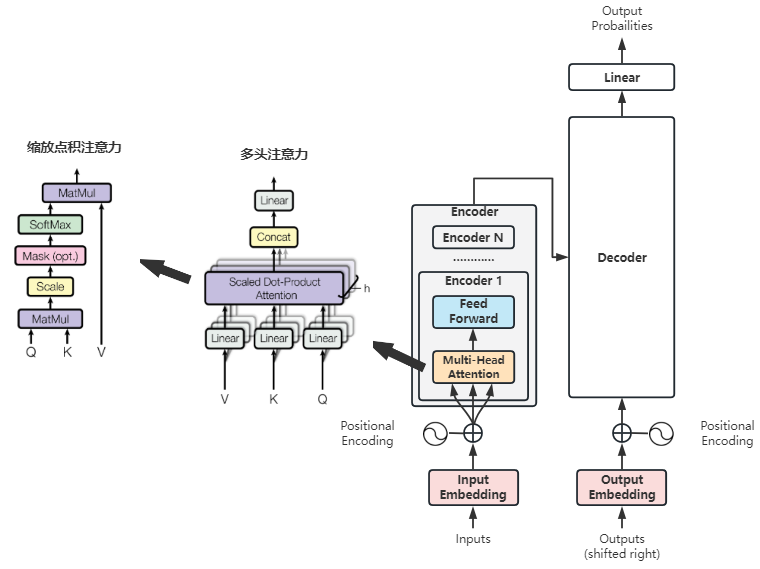 Output
Probailities
Linear
缩放点积注意力
MatMul
SoftMax
Mask (opt.)
Scale
MatMul
Q
K
V
多头注意力
Linear
Concat
Scaled Dot-Product
Attention
h
Linear
Linear
Linear
V
K
Q
Encoder
Encoder N
............
Encoder 1
Feed
Forward
Multi-Head
Attention
Decoder
Positional
Encoding
Positional
Encoding
Input
Embedding
Output
Embedding
Inputs
Outputs
(shifted right)